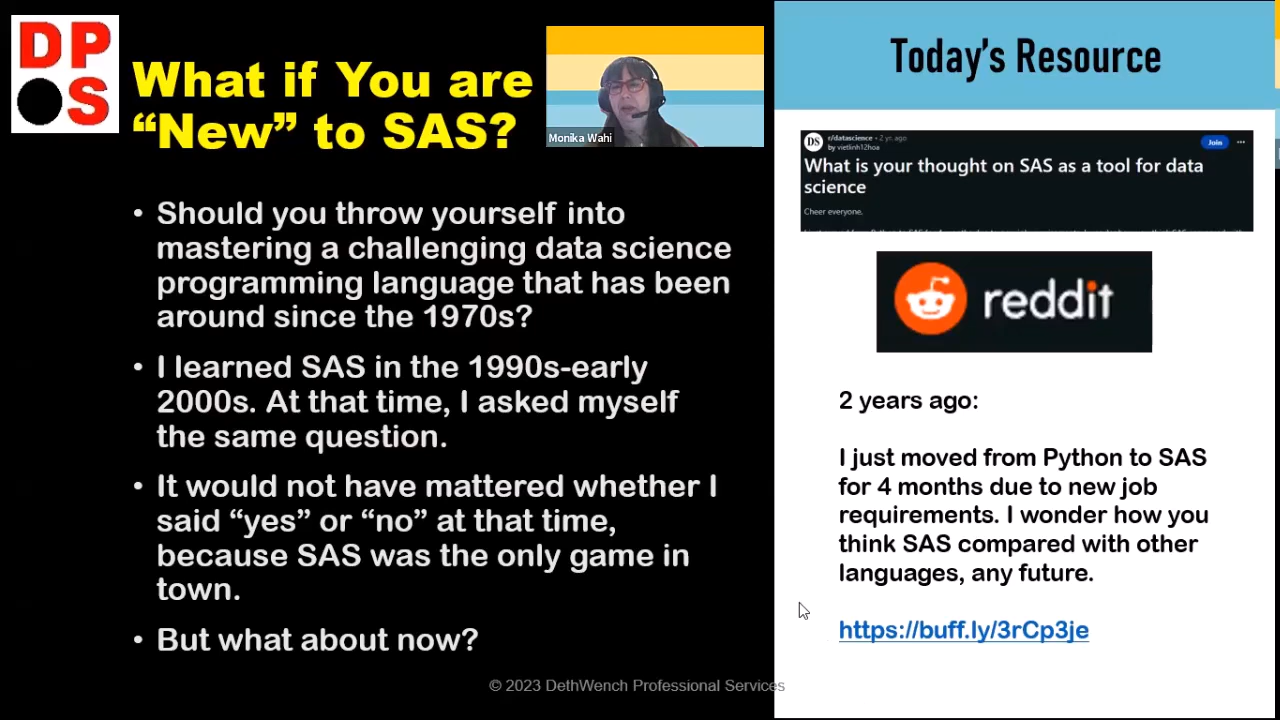 DP
S
What if You are
“New” to SAS?
Monika Wahi
• Should you throw yourself into
mastering a challenging data science
programming language that has been
around since the 1970s?
• I learned SAS in the 1990s-early
2000s. At that time, I asked myself
the same question.
• It would not have mattered whether I
said “yes” or “no” at that time,
because SAS was the only game in
town.
• But what about now?
Today’s Resource
DS
r/datascience • 2 yr. ago
by vietlinh12hoa
Join
What is your thought on SAS as a tool for data
science
Cheer everyone.
reddit
2 years ago:
I just moved from Python to SAS
for 4 months due to new job
requirements. I wonder how you
think SAS compared with other
languages, any future.
https://buff.ly/3rCp3je
© 2023 DethWench Professional Services